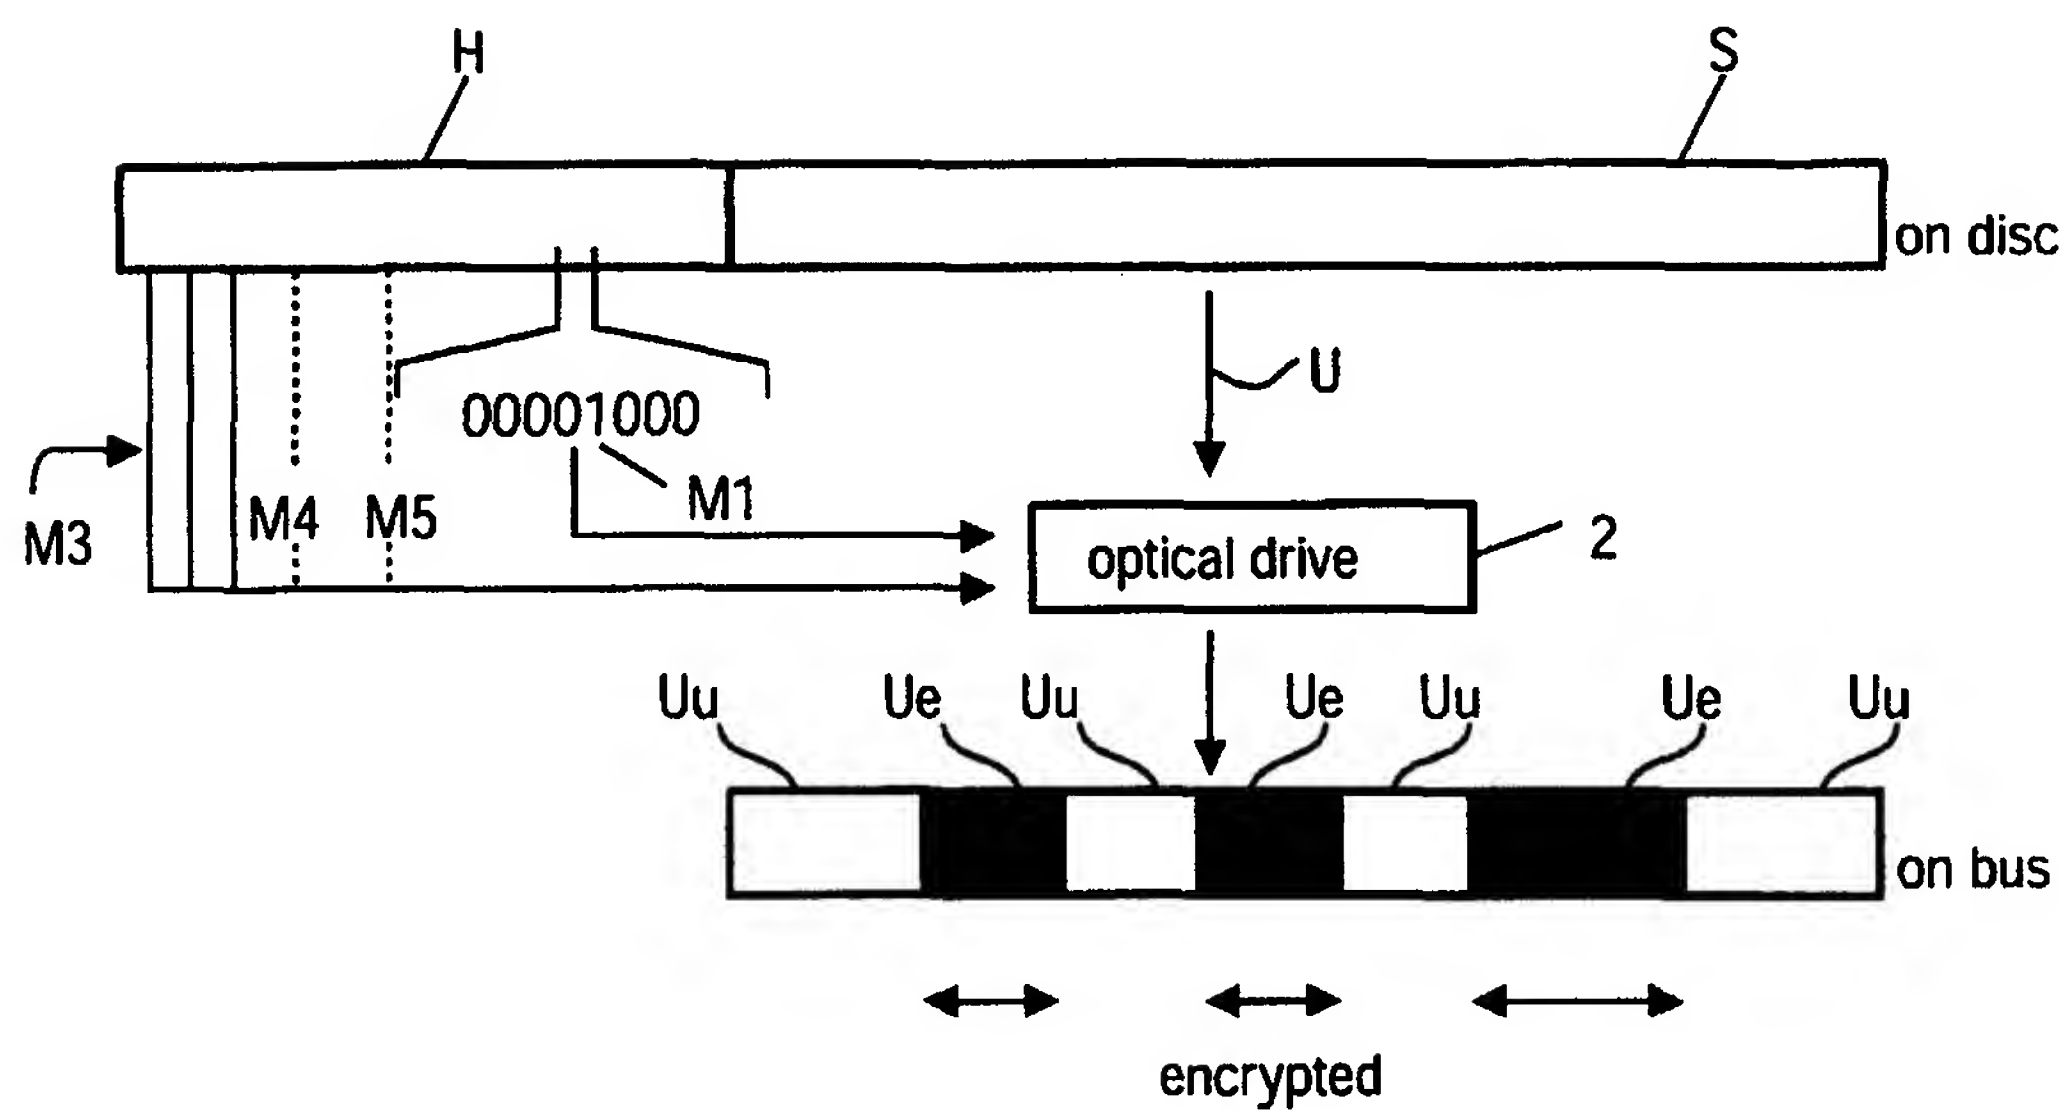 H S
on disc
U
00001000
M1
M4 M5
M3
optical drive 2
Uu Ue Uu Ue Uu Ue Uu
on bus
encrypted